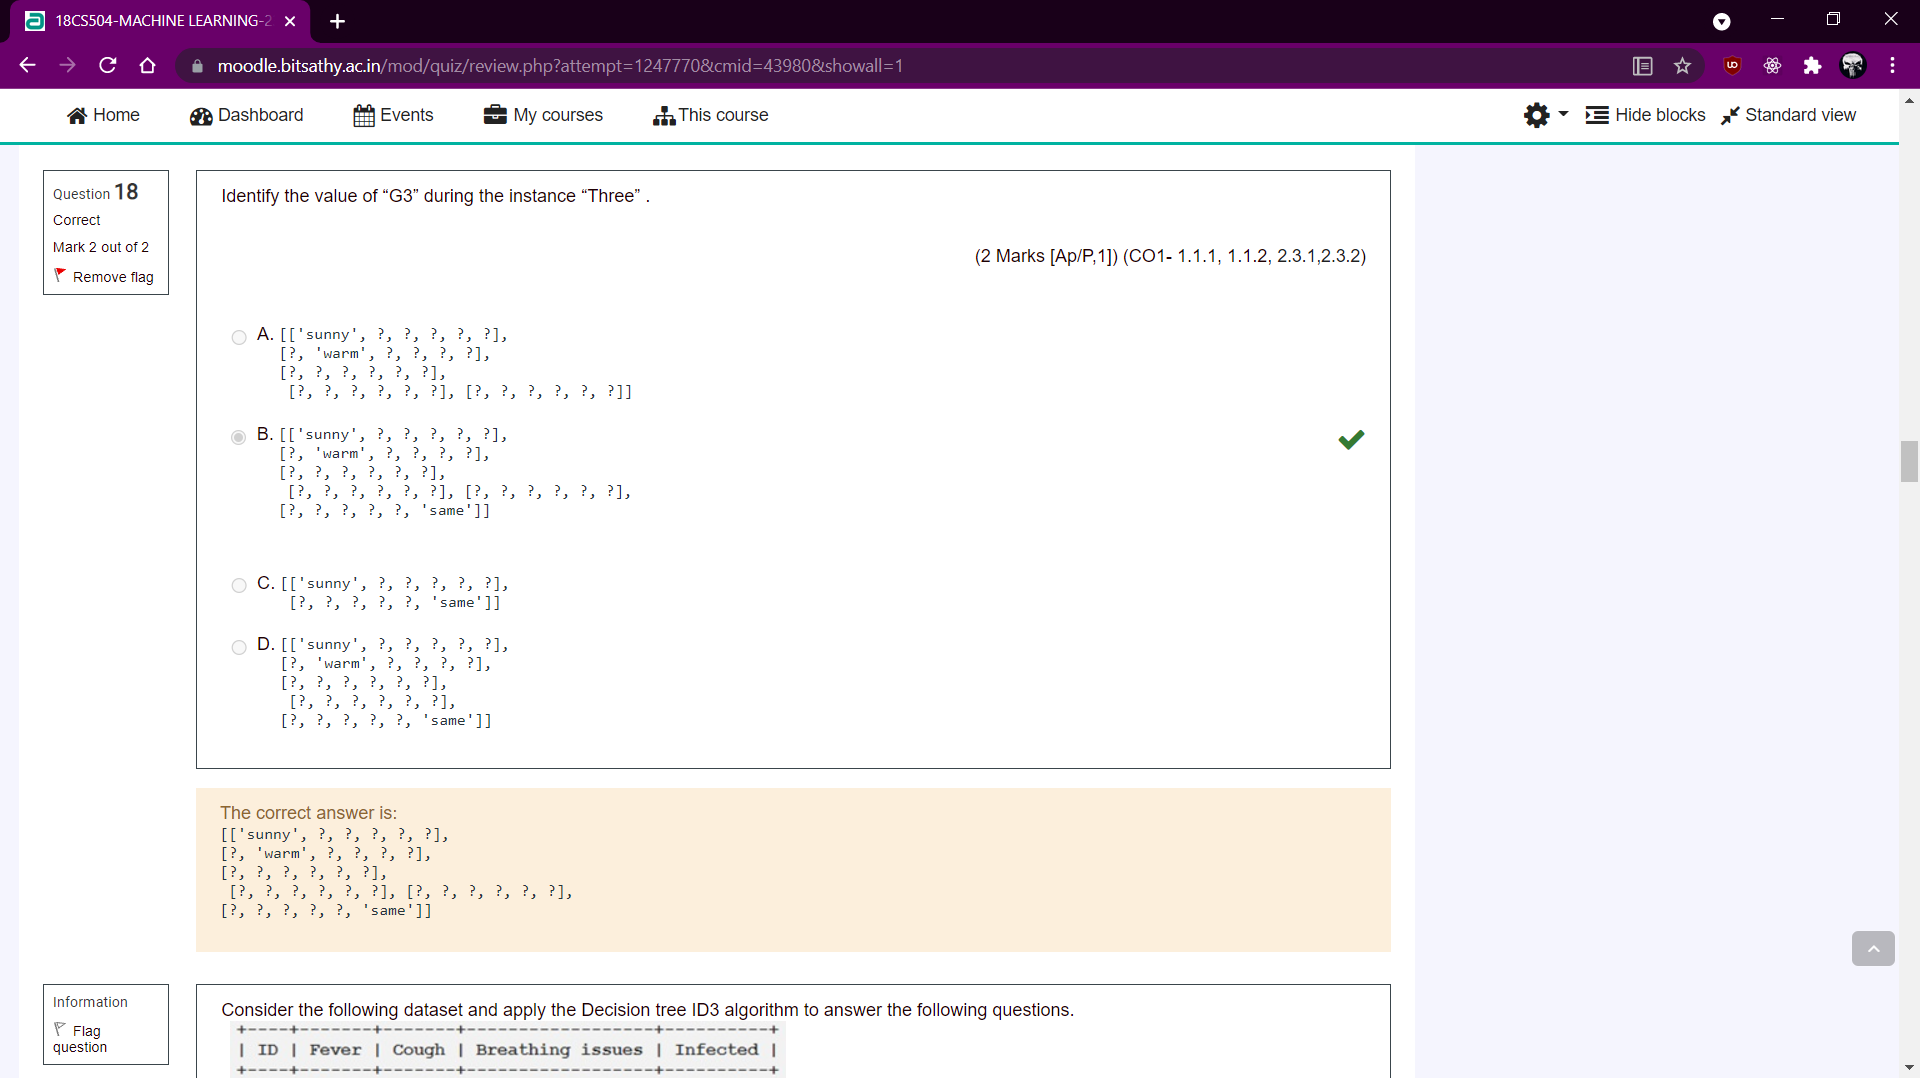 18CS504-MACHINE LEARNING-2
moodle.bitsathy.ac.in/mod/quiz/review.php?attempt=1247770&cmid=43980&showall=1
Home Dashboard Events My courses This course Hide blocks Standard view
Question 18
Correct
Mark 2 out of 2
Remove flag
Identify the value of “G3” during the instance “Three” .
(2 Marks [Ap/P,1]) (CO1- 1.1.1, 1.1.2, 2.3.1,2.3.2)
A. [['sunny', ?, ?, ?, ?, ?],
[?, 'warm', ?, ?, ?, ?],
[?, ?, ?, ?, ?, ?],
[?, ?, ?, ?, ?, ?], [?, ?, ?, ?, ?, ?]]
B. [['sunny', ?, ?, ?, ?, ?],
[?, 'warm', ?, ?, ?, ?],
[?, ?, ?, ?, ?, ?],
[?, ?, ?, ?, ?, ?], [?, ?, ?, ?, ?, ?],
[?, ?, ?, ?, ?, 'same']]
C. [['sunny', ?, ?, ?, ?, ?],
[?, ?, ?, ?, ?, 'same']]
D. [['sunny', ?, ?, ?, ?, ?],
[?, 'warm', ?, ?, ?, ?],
[?, ?, ?, ?, ?, ?],
[?, ?, ?, ?, ?, ?],
[?, ?, ?, ?, ?, 'same']]
The correct answer is:
[['sunny', ?, ?, ?, ?, ?],
[?, 'warm', ?, ?, ?, ?],
[?, ?, ?, ?, ?, ?],
[?, ?, ?, ?, ?, ?], [?, ?, ?, ?, ?, ?],
[?, ?, ?, ?, ?, 'same']]
Information
Flag
question
Consider the following dataset and apply the Decision tree ID3 algorithm to answer the following questions.
+----+-------+-------+------------------+----------+
| ID | Fever | Cough | Breathing issues | Infected |
+----+-------+-------+------------------+----------+